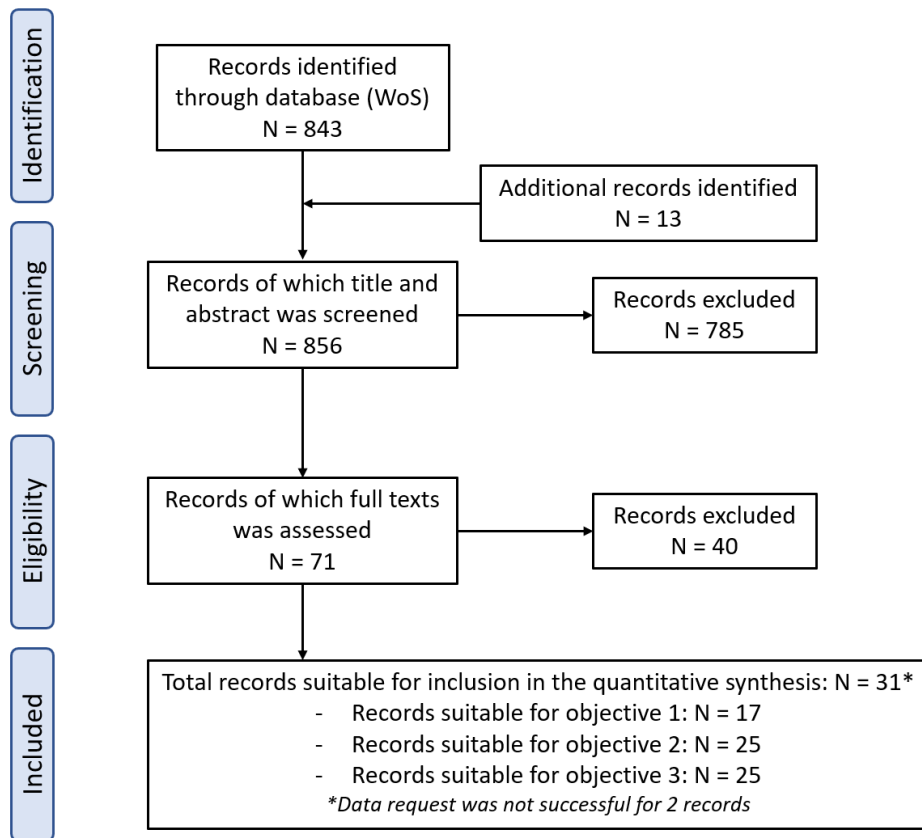 Identification
Records identified
through database (WoS)
N = 843
Additional records identified
N = 13
Screening
Records of which title and
abstract was screened
N = 856
Records excluded
N = 785
Eligibility
Records of which full texts
was assessed
N = 71
Records excluded
N = 40
Included
Total records suitable for inclusion in the quantitative synthesis: N = 31*
- Records suitable for objective 1: N = 17
- Records suitable for objective 2: N = 25
- Records suitable for objective 3: N = 25
*Data request was not successful for 2 records